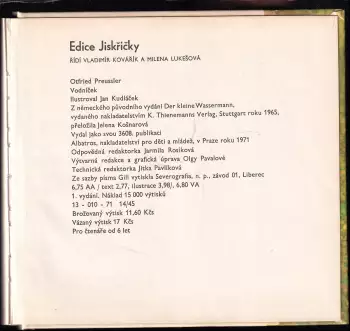 Edice Jiskřičky
ŘÍDÍ VLADIMÍR KOVÁŘÍK A MILENA LUKEŠOVÁ
Otfried Preussler
Vodníček
Ilustroval Jan Kudláček
Z německého původního vydání Der kleine Wassermann,
vydaného nakladatelstvím K. Thienemanns Verlag, Stuttgart roku 1965,
přeložila Jelena Košnarová
Vydal jako svou 3608. publikaci
Albatros, nakladatelství pro děti a mládež, v Praze roku 1971
Odpovědná redaktorka Jarmila Rosíková
Výtvarná redakce a grafická úprava Olgy Pavalové
Technická redaktorka Jitka Pavlíková
Ze sazby písma Gill vytiskla Severografia, n. p., závod 01, Liberec
6,75 AA / text 2,77, ilustrace 3,98/, 6,80 VA
1. vydání. Náklad 15 000 výtisků
13 - 010 - 71 14/45
Brožovaný výtisk 11,60 Kčs
Vázaný výtisk 17 Kčs
Pro čtenáře od 6 let